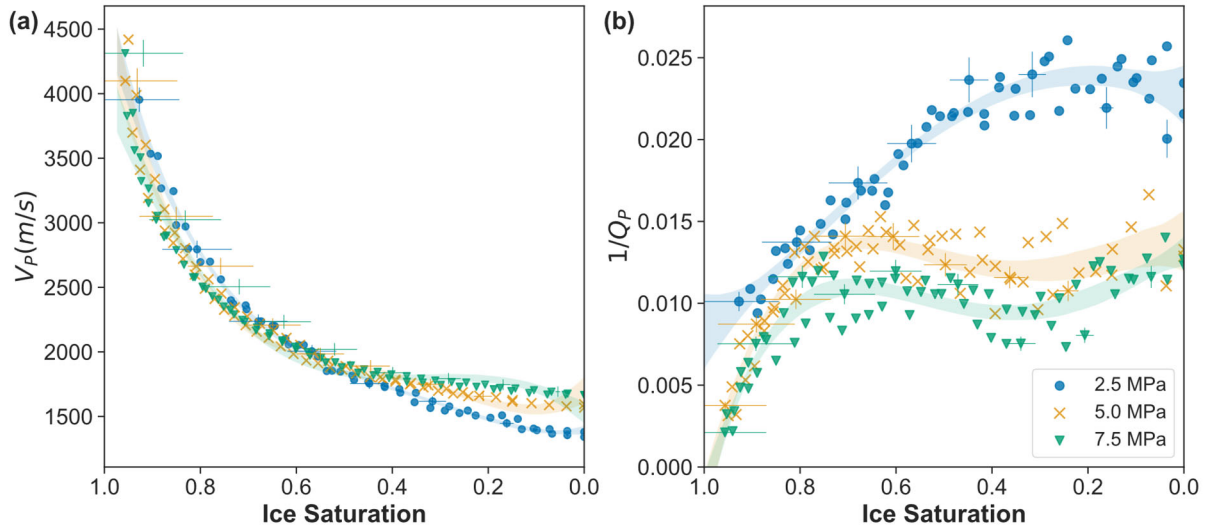 (a)
4500
4000
3500
3000
2500
2000
1500
V_P(m/s)
1.0 0.8 0.6 0.4 0.2 0.0
Ice Saturation
(b)
0.025
0.020
0.015
0.010
0.005
0.000
1/Q_P
2.5 MPa
5.0 MPa
7.5 MPa
1.0 0.8 0.6 0.4 0.2 0.0
Ice Saturation